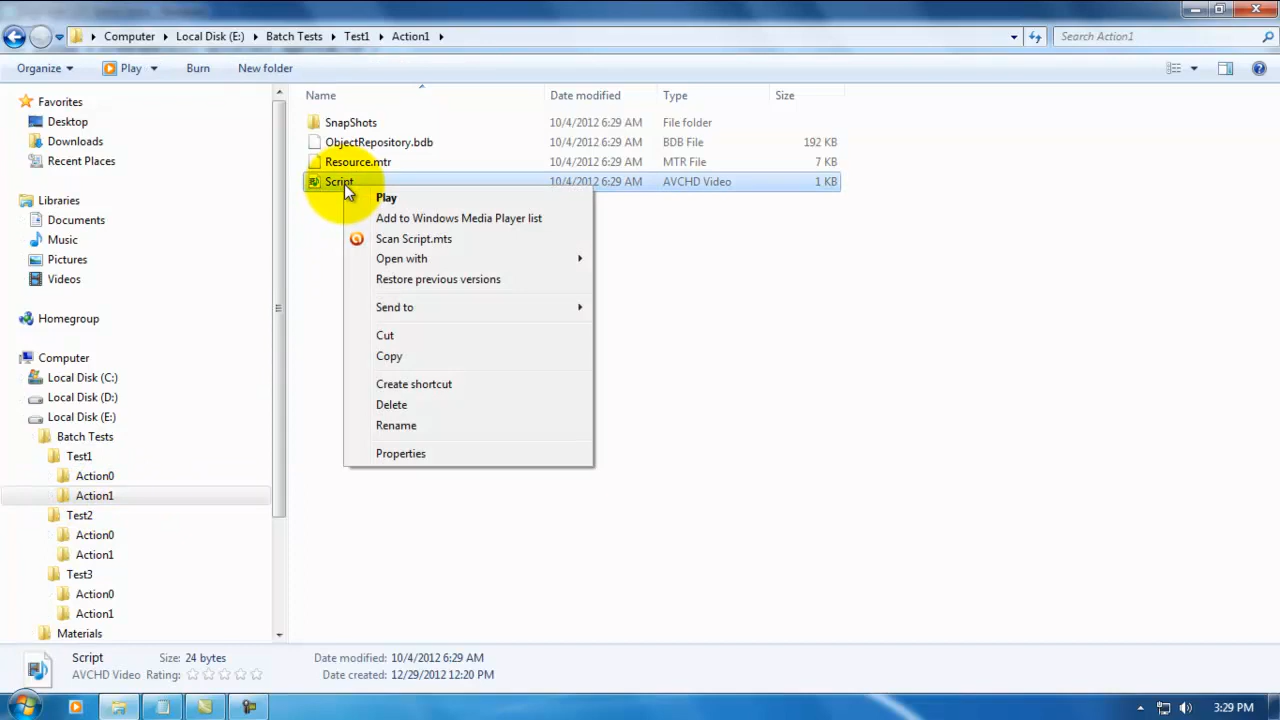 Computer Local Disk (E:) Batch Tests Test1 Action1
Search Action1
Organize Play Burn New folder
Favorites
Desktop
Downloads
Recent Places
Libraries
Documents
Music
Pictures
Videos
Homegroup
Computer
Local Disk (C:)
Local Disk (D:)
Local Disk (E:)
Batch Tests
Test1
Action0
Action1
Test2
Action0
Action1
Test3
Action0
Action1
Materials
Name Date modified Type Size
SnapShots 10/4/2012 6:29 AM File folder
ObjectRepository.bdb 10/4/2012 6:29 AM BDB File 192 KB
Resource.mtr 10/4/2012 6:29 AM MTR File 7 KB
Script 10/4/2012 6:29 AM AVCHD Video 1 KB
Play
Add to Windows Media Player list
Scan Script.mts
Open with
Restore previous versions
Send to
Cut
Copy
Create shortcut
Delete
Rename
Properties
Script Size: 24 bytes Date modified: 10/4/2012 6:29 AM
AVCHD Video Rating: Date created: 12/29/2012 12:20 PM
3:29 PM